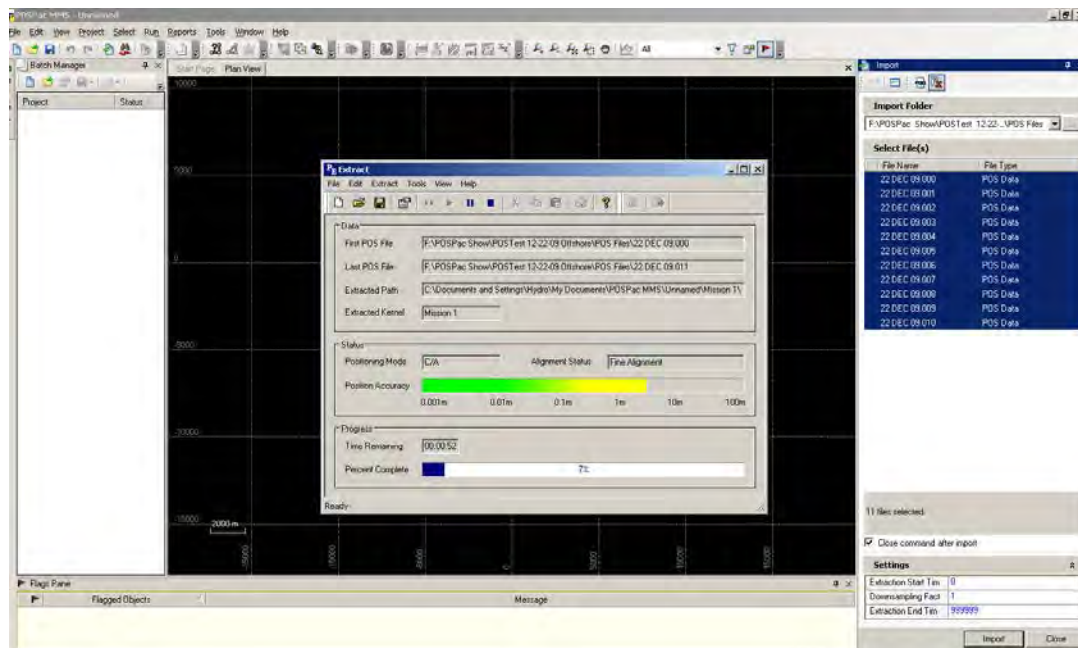 POSPac MMS - Unnamed
File Edit View Project Select Run Reports Tools Window Help
All
Batch Manager
Project Status
Start Page Plan View
10000
5000
0
-5000
-10000
-15000
2000 m
-5000
0
5000
10000
15000
Extract
File Edit Extract Tools View Help
Data
First POS File F:\POSPac Show\POSTest 12-22-09 Offshore\POS Files\22 DEC 09.000
Last POS File F:\POSPac Show\POSTest 12-22-09 Offshore\POS Files\22 DEC 09.011
Extracted Path C:\Documents and Settings\Hydro\My Documents\POSPac MMS\Unnamed\Mission 1\
Extracted Kernel Mission 1
Status
Positioning Mode C/A Alignment Status Fine Alignment
Position Accuracy
0.001m 0.01m 0.1m 1m 10m 100m
Progress
Time Remaining 00:00:52
Percent Complete 7%
Ready
Import
Import Folder
F:\POSPac Show\POSTest 12-22-...\POS Files
Select File(s)
File Name File Type
22 DEC 09.000 POS Data
22 DEC 09.001 POS Data
22 DEC 09.002 POS Data
22 DEC 09.003 POS Data
22 DEC 09.004 POS Data
22 DEC 09.005 POS Data
22 DEC 09.006 POS Data
22 DEC 09.007 POS Data
22 DEC 09.008 POS Data
22 DEC 09.009 POS Data
22 DEC 09.010 POS Data
11 files selected.
Close command after import
Settings
Extraction Start Tim 0
Downsampling Fact 1
Extraction End Tim 999999
Import Close
Flags Pane
Flagged Objects Message